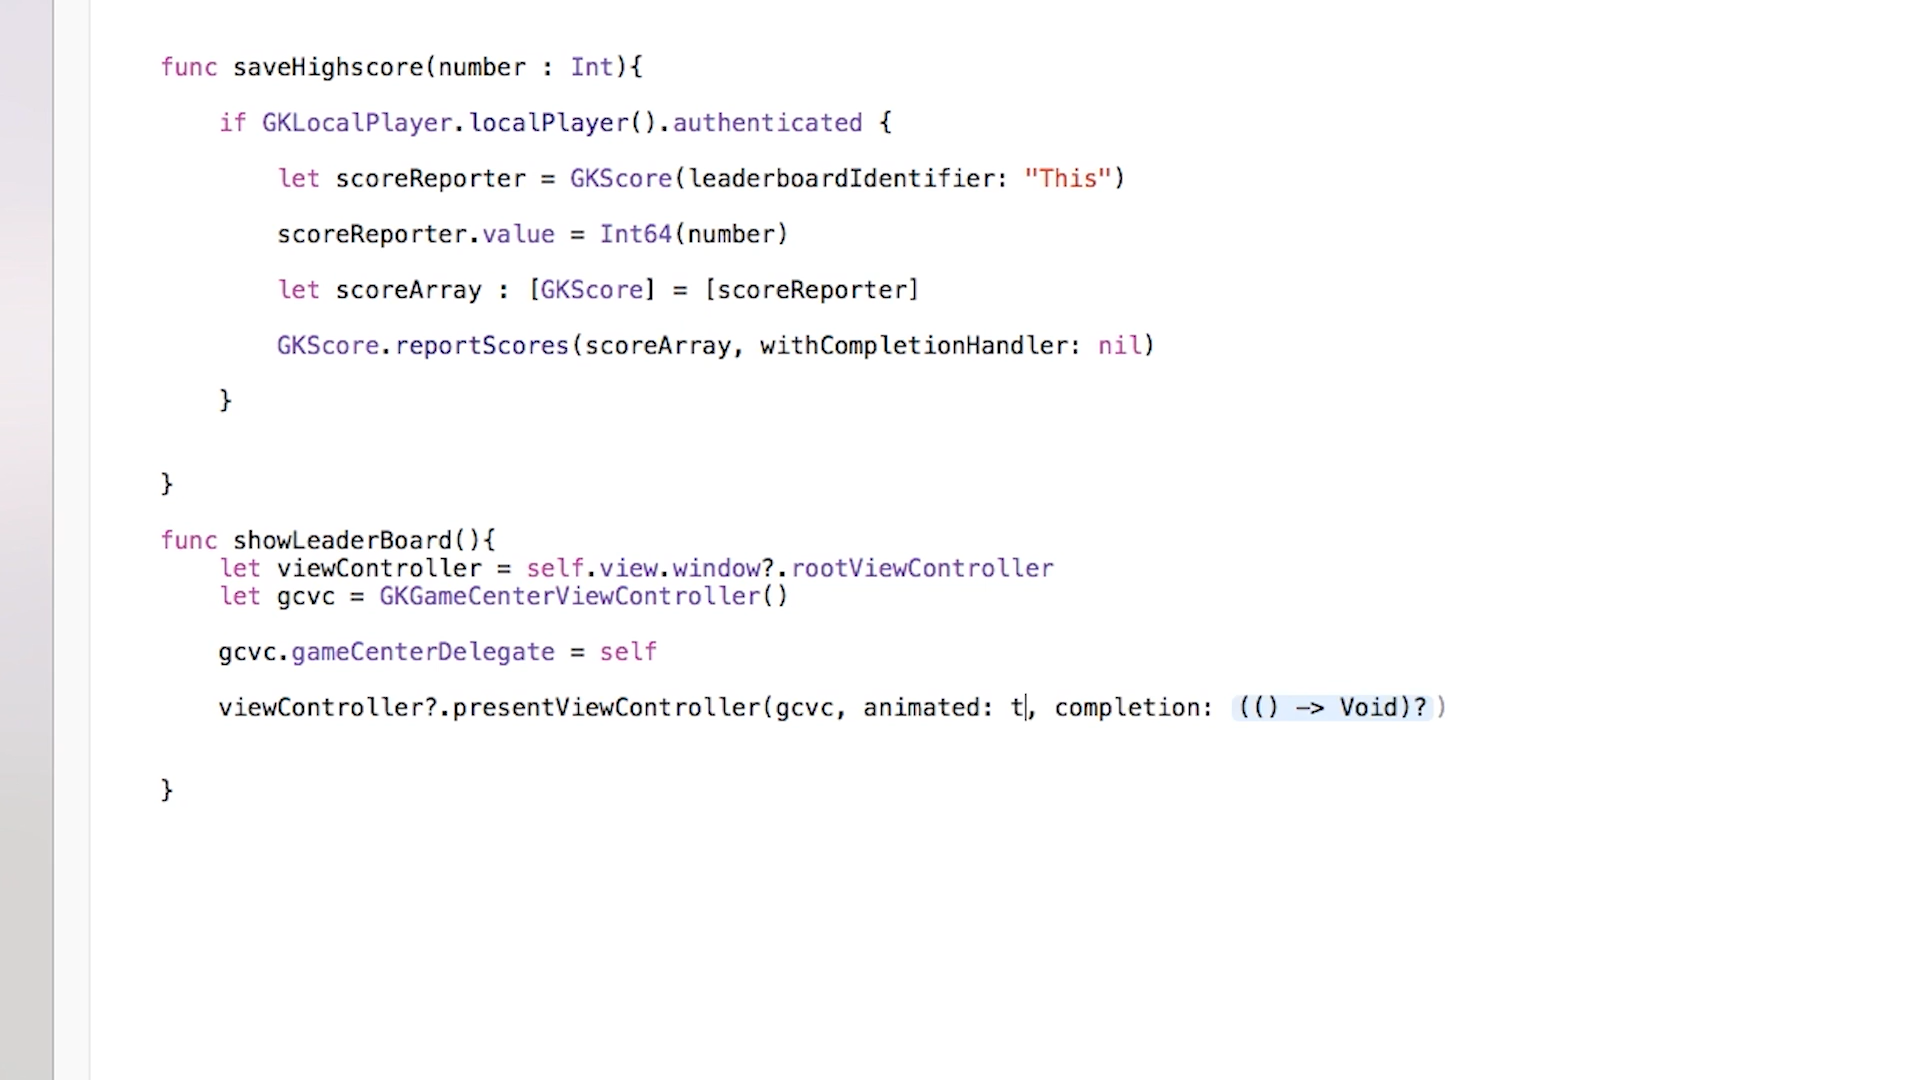 func saveHighscore(number : Int){
if GKLocalPlayer.localPlayer().authenticated {
let scoreReporter = GKScore(leaderboardIdentifier: "This")
scoreReporter.value = Int64(number)
let scoreArray : [GKScore] = [scoreReporter]
GKScore.reportScores(scoreArray, withCompletionHandler: nil)
}
}
func showLeaderBoard(){
let viewController = self.view.window?.rootViewController
let gcvc = GKGameCenterViewController()
gcvc.gameCenterDelegate = self
viewController?.presentViewController(gcvc, animated: t, completion: (() -> Void)?)
}